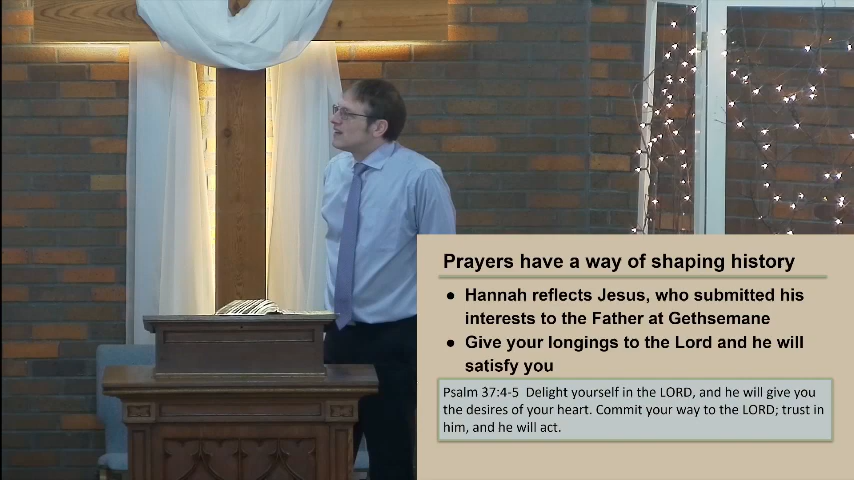 Prayers have a way of shaping history
● Hannah reflects Jesus, who submitted his
interests to the Father at Gethsemane
● Give your longings to the Lord and he will
satisfy you
Psalm 37:4-5  Delight yourself in the LORD, and he will give you
the desires of your heart. Commit your way to the LORD; trust in
him, and he will act.